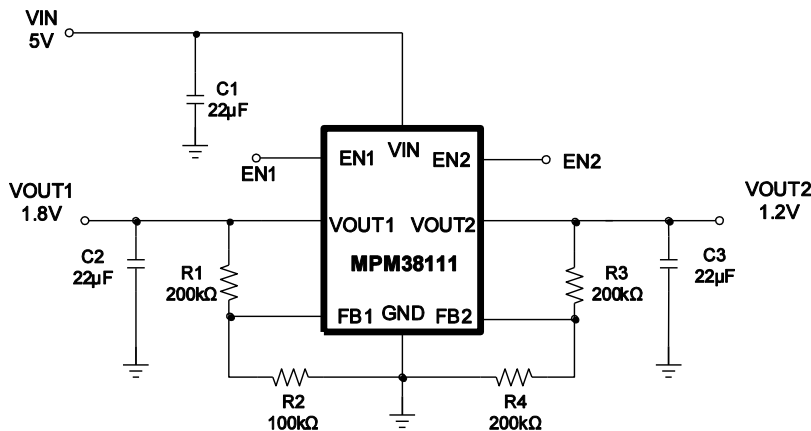 VIN
5V
C1
22µF
EN1
EN1
VIN
EN2
EN2
VOUT1
1.8V
VOUT1
VOUT2
VOUT2
1.2V
C2
22µF
R1
200kΩ
MPM38111
R3
200kΩ
C3
22µF
FB1
GND
FB2
R2
100kΩ
R4
200kΩ